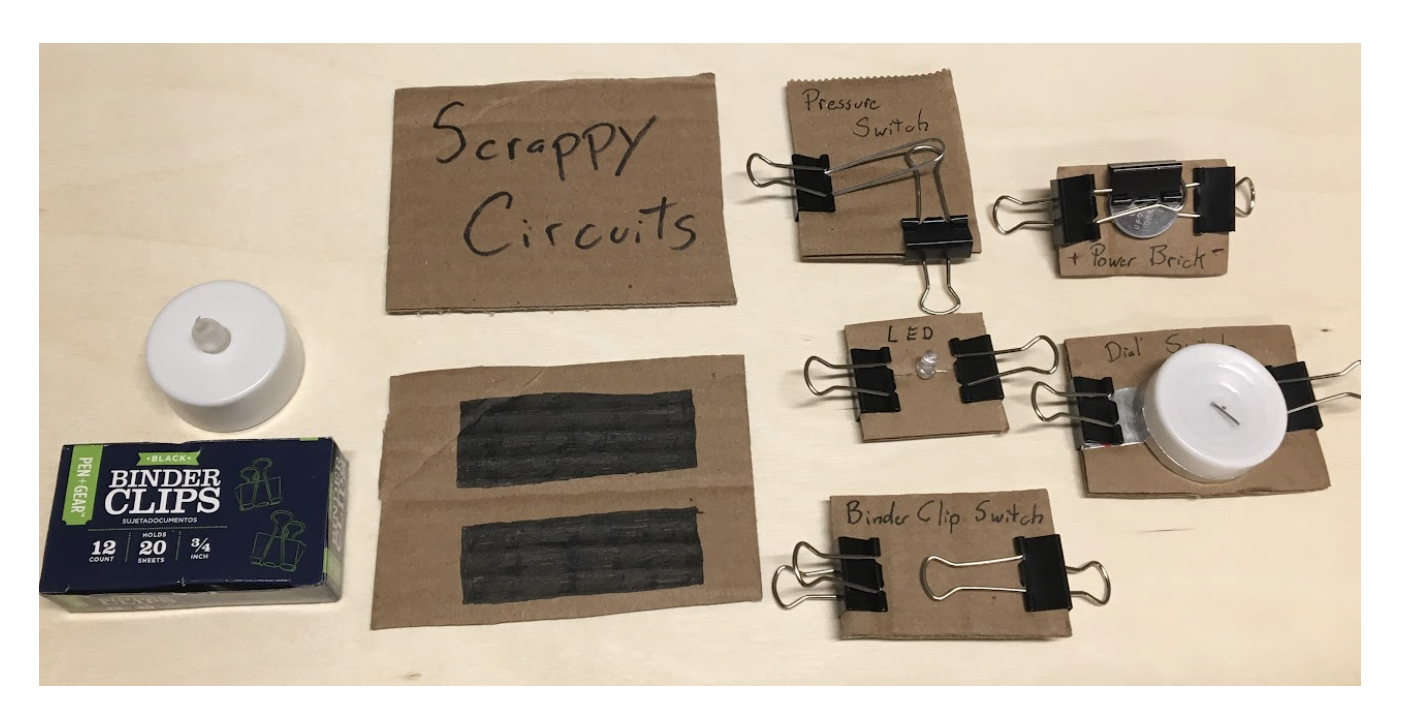 Scrappy
Circuits
Pressure
Switch
+ Power Brick -
LED
Dial
Binder Clip Switch
PEN+GEAR
BLACK
BINDER
CLIPS
SUJETADOCUMENTOS
12
COUNT
HOLDS
20
SHEETS
3/4
INCH